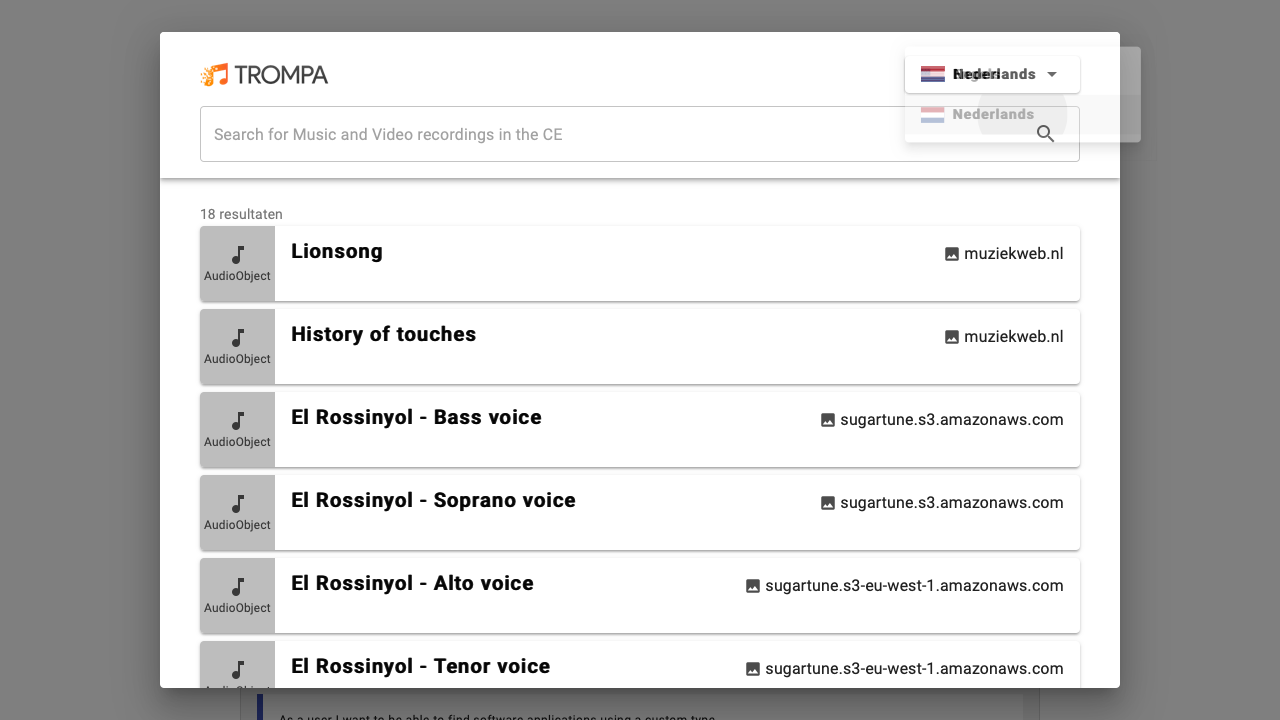 TROMPA
Nederlands
Nederlands
Search for Music and Video recordings in the CE
18 resultaten
AudioObject
Lionsong
muziekweb.nl
AudioObject
History of touches
muziekweb.nl
AudioObject
El Rossinyol - Bass voice
sugartune.s3.amazonaws.com
AudioObject
El Rossinyol - Soprano voice
sugartune.s3.amazonaws.com
AudioObject
El Rossinyol - Alto voice
sugartune.s3-eu-west-1.amazonaws.com
AudioObject
El Rossinyol - Tenor voice
sugartune.s3-eu-west-1.amazonaws.com
As a user I want to be able to find software applications using a custom type